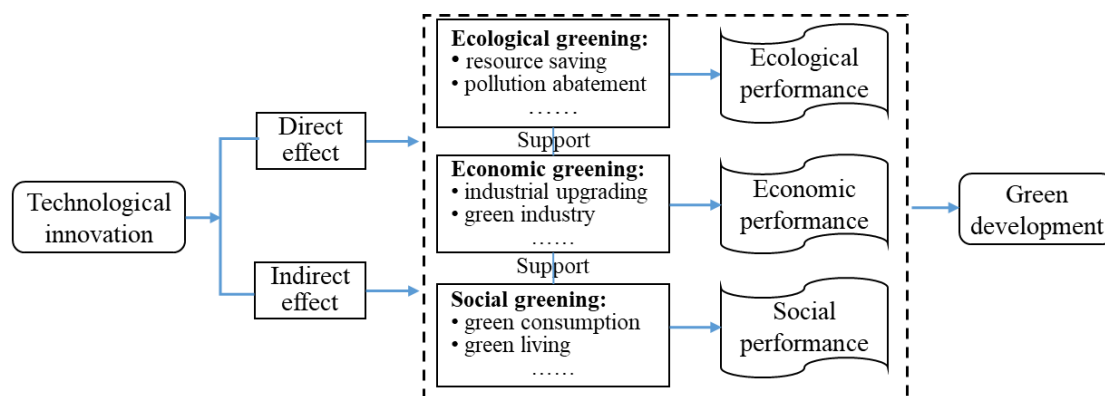 Technological
innovation
Direct
effect
Indirect
effect
Ecological greening:
• resource saving
• pollution abatement
……
Support
Economic greening:
• industrial upgrading
• green industry
……
Support
Social greening:
• green consumption
• green living
……
Ecological
performance
Economic
performance
Social
performance
Green
development